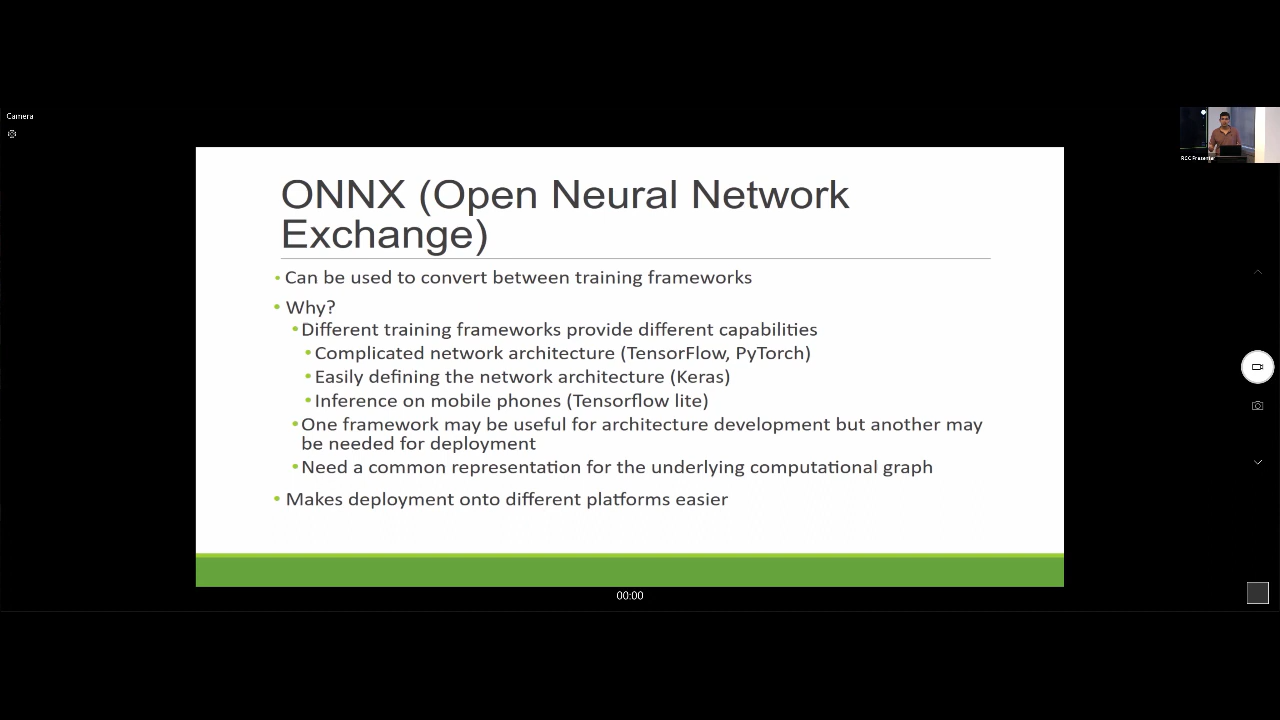 Camera
ONNX (Open Neural Network
Exchange)
• Can be used to convert between training frameworks
• Why?
• Different training frameworks provide different capabilities
• Complicated network architecture (TensorFlow, PyTorch)
• Easily defining the network architecture (Keras)
• Inference on mobile phones (Tensorflow lite)
• One framework may be useful for architecture development but another may
be needed for deployment
• Need a common representation for the underlying computational graph
• Makes deployment onto different platforms easier
00:00